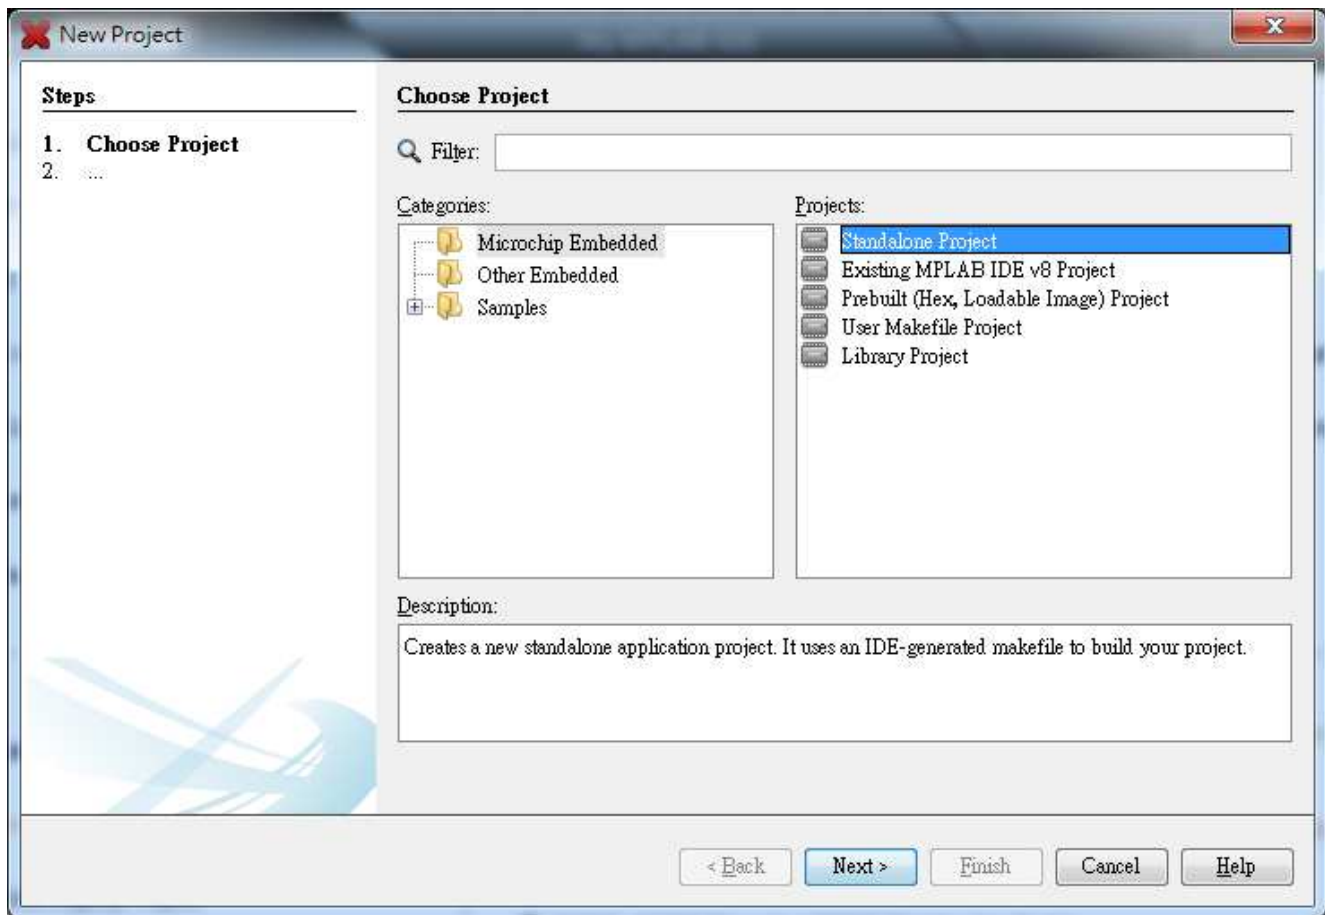 New Project
Steps
1. Choose Project
2. ...
Choose Project
Filter:
Categories:
Microchip Embedded
Other Embedded
Samples
Projects:
Standalone Project
Existing MPLAB IDE v8 Project
Prebuilt (Hex, Loadable Image) Project
User Makefile Project
Library Project
Description:
Creates a new standalone application project. It uses an IDE-generated makefile to build your project.
< Back
Next >
Finish
Cancel
Help